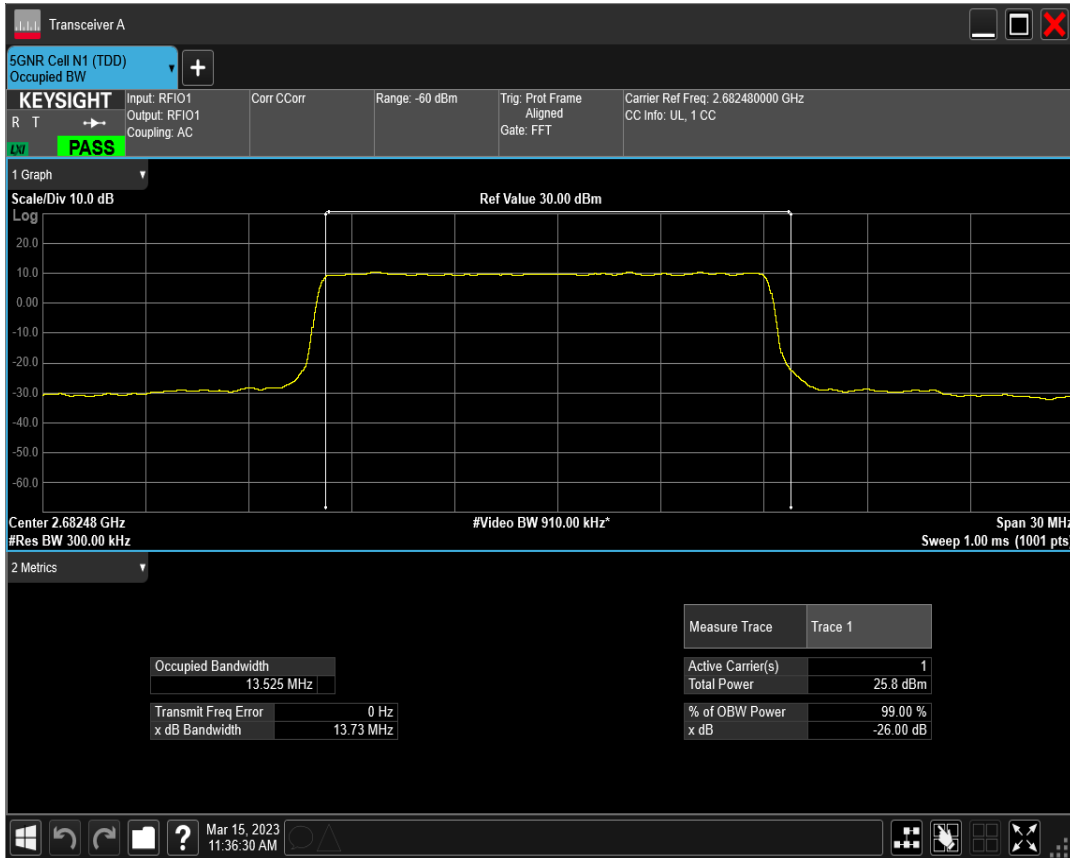 Transceiver A
5GNR Cell N1 (TDD)
Occupied BW
+
KEYSIGHT
R T
LXI
PASS
Input: RFIO1
Output: RFIO1
Coupling: AC
Corr CCorr
Range: -60 dBm
Trig: Prot Frame
Aligned
Gate: FFT
Carrier Ref Freq: 2.682480000 GHz
CC Info: UL, 1 CC
1 Graph
Scale/Div 10.0 dB
Ref Value 30.00 dBm
Log
20.0
10.0
0.00
-10.0
-20.0
-30.0
-40.0
-50.0
-60.0
Center 2.68248 GHz
#Video BW 910.00 kHz*
Span 30 MHz
#Res BW 300.00 kHz
Sweep 1.00 ms (1001 pts)
2 Metrics
Measure Trace Trace 1
Occupied Bandwidth
13.525 MHz
Active Carrier(s) 1
Total Power 25.8 dBm
Transmit Freq Error 0 Hz
x dB Bandwidth 13.73 MHz
% of OBW Power 99.00 %
x dB -26.00 dB
?
Mar 15, 2023
11:36:30 AM